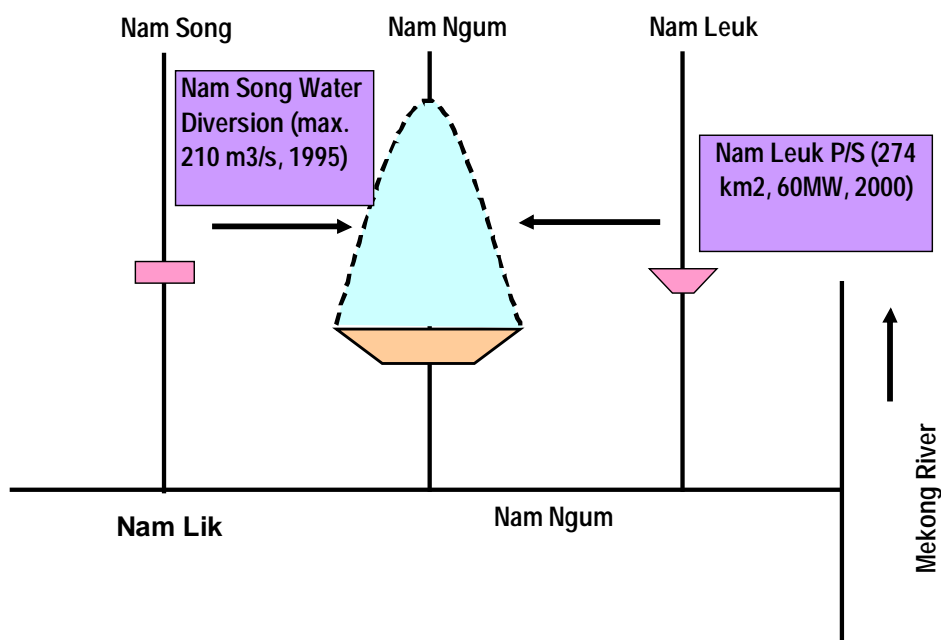 Nam Song
Nam Ngum
Nam Leuk
Nam Song Water
Diversion (max.
210 m3/s, 1995)
Nam Leuk P/S (274
km2, 60MW, 2000)
Nam Lik
Nam Ngum
Mekong River